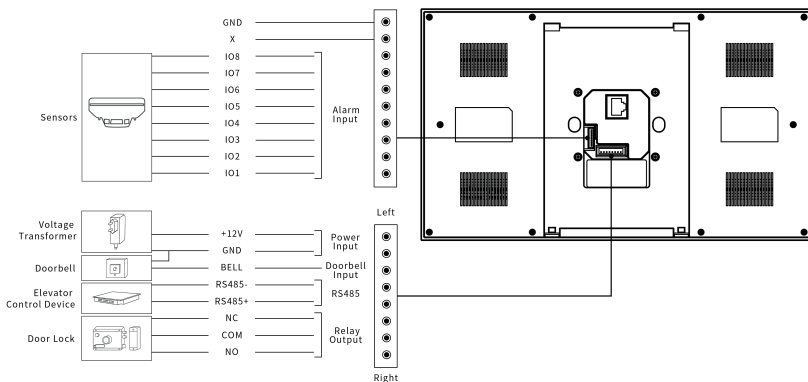 GND
X
IO8
IO7
IO6
IO5
IO4
IO3
IO2
IO1
Sensors
Alarm
Input
Left
Voltage
Transformer
+12V
GND
Power
Input
Doorbell
BELL
Doorbell
Input
Elevator
Control Device
RS485-
RS485+
RS485
Door Lock
NC
COM
NO
Relay
Output
Right